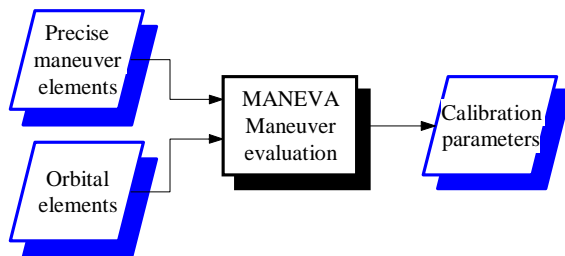 Precise
maneuver
elements
Orbital
elements
MANEVA
Maneuver
evaluation
Calibration
parameters